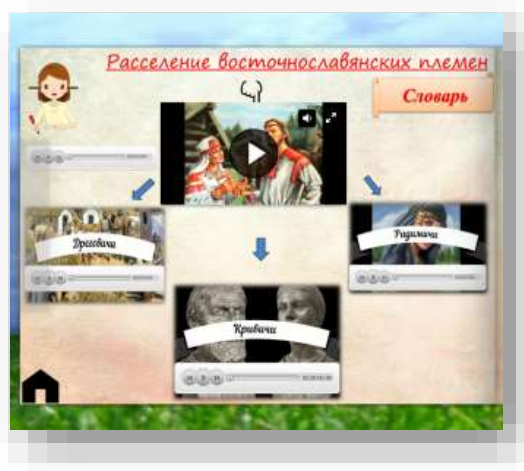 Расселение восточнославянских племен
Словарь
Дреговичи
Радимичи
Кривичи